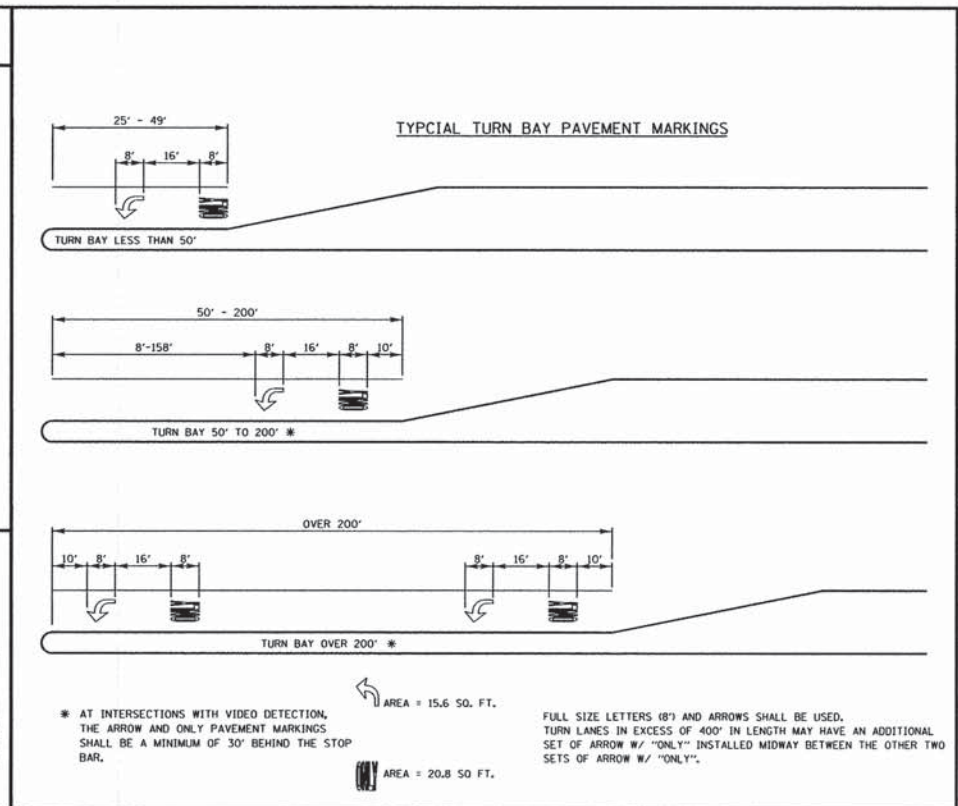 TYPCIAL TURN BAY PAVEMENT MARKINGS
25' - 49'
8' 16' 8'
TURN BAY LESS THAN 50'
50' - 200'
8'-158' 8' 16' 8' 10'
TURN BAY 50' TO 200' *
OVER 200'
10' 8' 16' 8' 8' 16' 8' 10'
TURN BAY OVER 200' *
AREA = 15.6 SQ. FT.
* AT INTERSECTIONS WITH VIDEO DETECTION,
THE ARROW AND ONLY PAVEMENT MARKINGS
SHALL BE A MINIMUM OF 30' BEHIND THE STOP
BAR.
AREA = 20.8 SQ FT.
FULL SIZE LETTERS (8') AND ARROWS SHALL BE USED.
TURN LANES IN EXCESS OF 400' IN LENGTH MAY HAVE AN ADDITIONAL
SET OF ARROW W/ "ONLY" INSTALLED MIDWAY BETWEEN THE OTHER TWO
SETS OF ARROW W/ "ONLY".